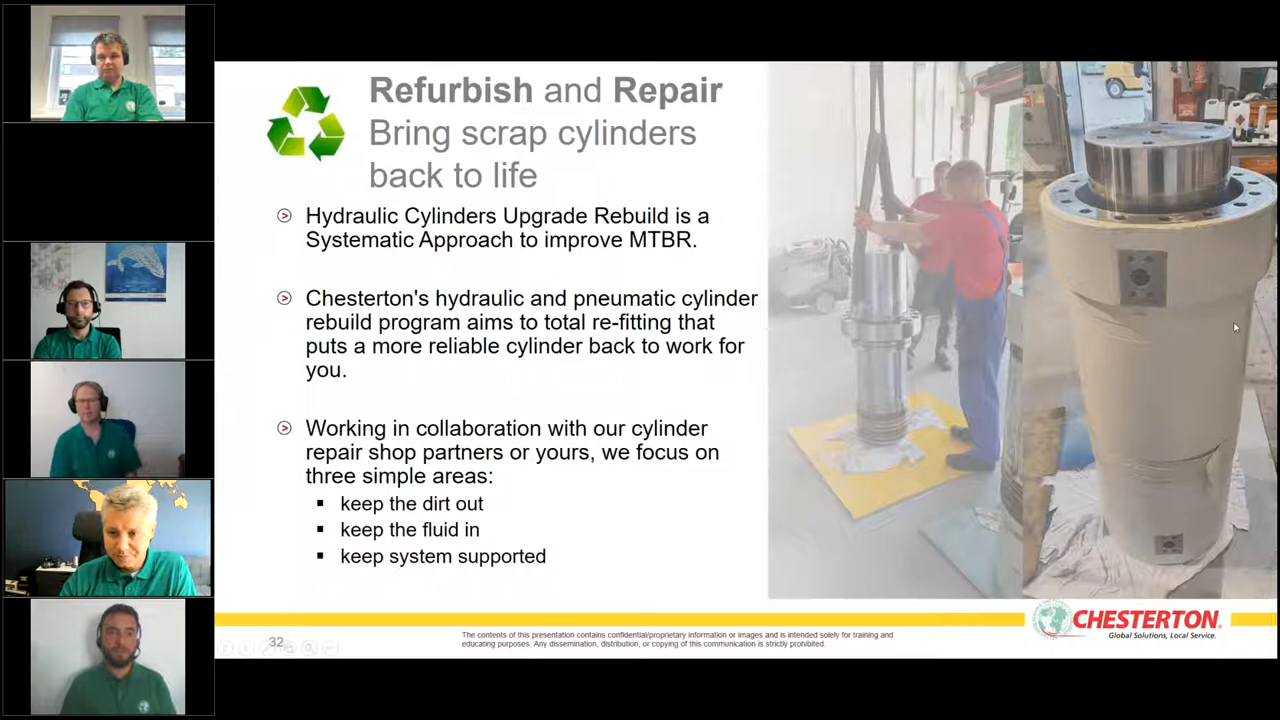 Refurbish and Repair
Bring scrap cylinders
back to life
Hydraulic Cylinders Upgrade Rebuild is a
Systematic Approach to improve MTBR.
Chesterton's hydraulic and pneumatic cylinder
rebuild program aims to total re-fitting that
puts a more reliable cylinder back to work for
you.
Working in collaboration with our cylinder
repair shop partners or yours, we focus on
three simple areas:
keep the dirt out
keep the fluid in
keep system supported
32
The contents of this presentation contains confidential/proprietary information or images and is intended solely for training and
educating purposes. Any dissemination, distribution, or copying of this communication is strictly prohibited.
CHESTERTON®
Global Solutions, Local Service.